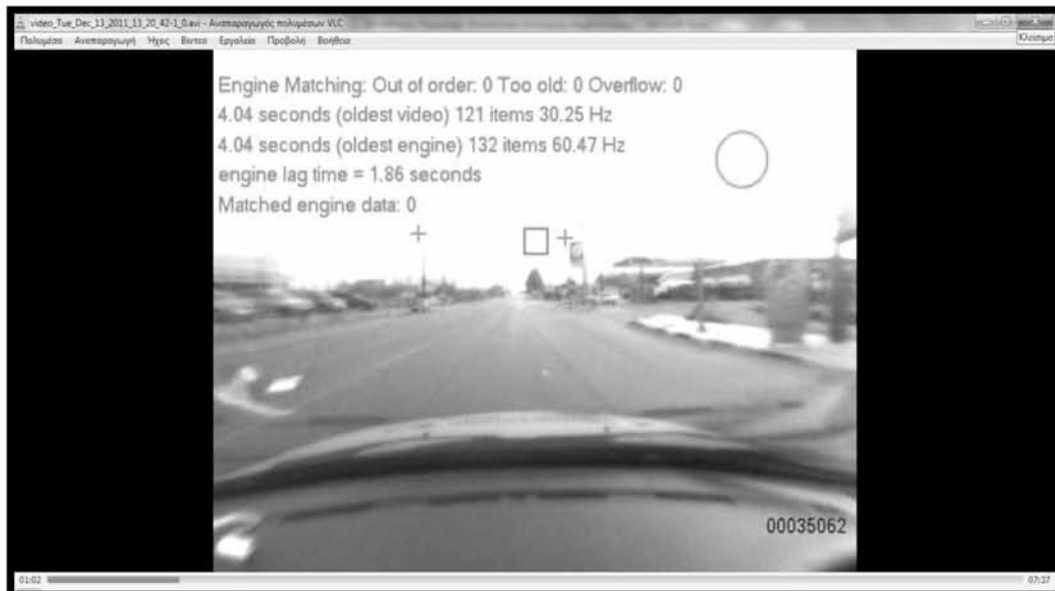 video_Tue_Dec_13_2011_13_20_42-1_0.avi - Αναπαραγωγός πολυμέσων VLC
Κλείσιμο
Πολυμέσα Αναπαραγωγή Ήχος Βίντεο Εργαλεία Προβολή Βοήθεια
Engine Matching: Out of order: 0 Too old: 0 Overflow: 0
4.04 seconds (oldest video) 121 items 30.25 Hz
4.04 seconds (oldest engine) 132 items 60.47 Hz
engine lag time = 1.86 seconds
Matched engine data: 0
00035062
01:02 07:37